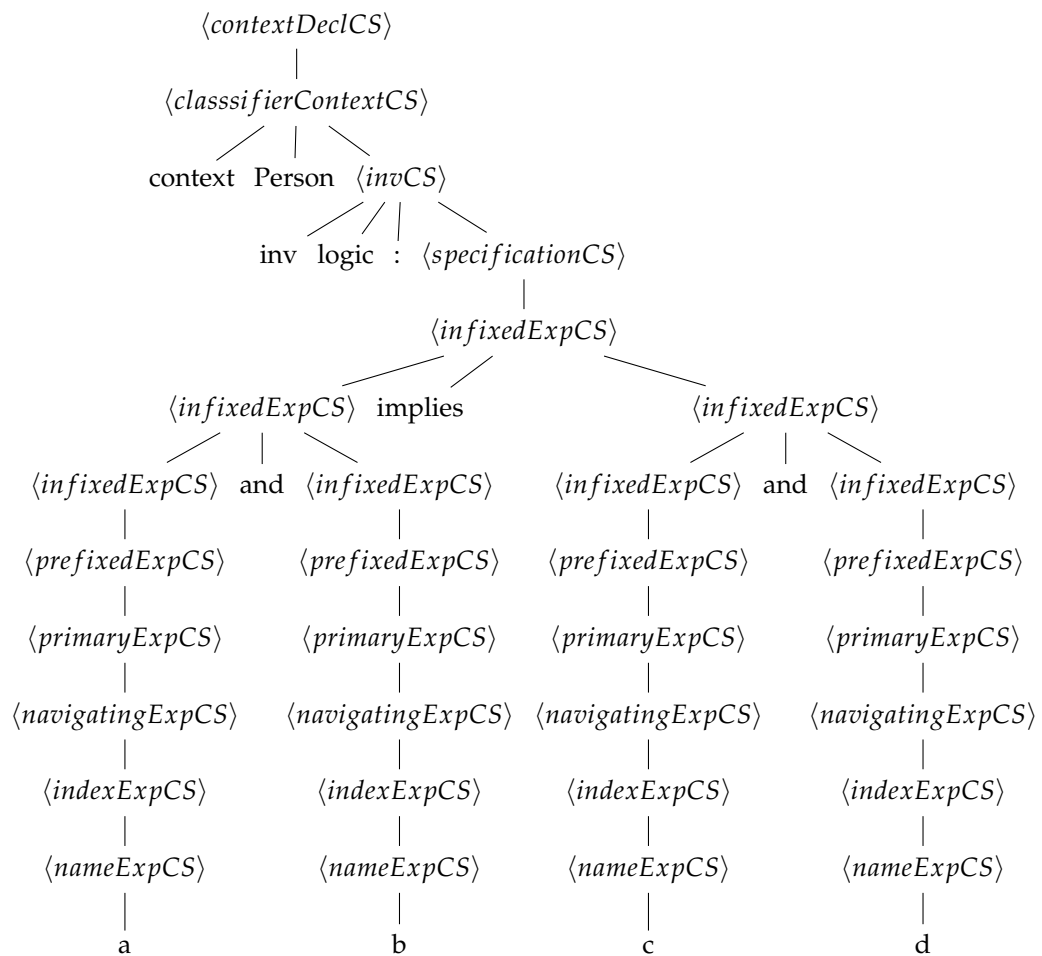 ⟨contextDeclCS⟩
⟨classsifierContextCS⟩
context Person ⟨invCS⟩
inv logic : ⟨specificationCS⟩
⟨infixedExpCS⟩
⟨infixedExpCS⟩ implies ⟨infixedExpCS⟩
⟨infixedExpCS⟩ and ⟨infixedExpCS⟩ ⟨infixedExpCS⟩ and ⟨infixedExpCS⟩
⟨prefixedExpCS⟩ ⟨prefixedExpCS⟩ ⟨prefixedExpCS⟩ ⟨prefixedExpCS⟩
⟨primaryExpCS⟩ ⟨primaryExpCS⟩ ⟨primaryExpCS⟩ ⟨primaryExpCS⟩
⟨navigatingExpCS⟩ ⟨navigatingExpCS⟩ ⟨navigatingExpCS⟩ ⟨navigatingExpCS⟩
⟨indexExpCS⟩ ⟨indexExpCS⟩ ⟨indexExpCS⟩ ⟨indexExpCS⟩
⟨nameExpCS⟩ ⟨nameExpCS⟩ ⟨nameExpCS⟩ ⟨nameExpCS⟩
a b c d